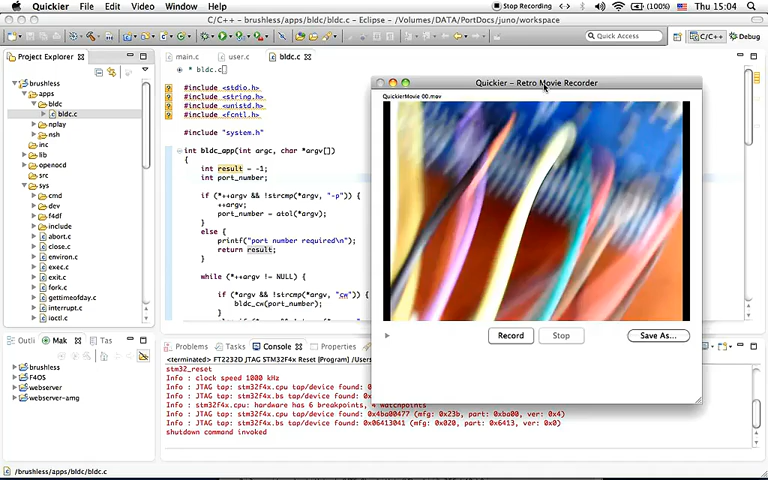 Quickier File Edit Video Window Help
Stop Recording
(100%)
Thu 15:04
C/C++ - brushless/apps/bldc/bldc.c - Eclipse - /Volumes/DATA/PortDocs/juno/workspace
Quick Access
C/C++
Debug
Project Explorer
brushless
apps
bldc
bldc.c
nplay
nsh
inc
lib
openocd
src
sys
cmd
dev
f4df
include
abort.c
close.c
environ.c
exec.c
exit.c
fork.c
gettimeofday.c
interrupt.c
ioctl.c
main.c
user.c
bldc.c
bldc.c
#include <stdio.h>
#include <string.h>
#include <unistd.h>
#include <fcntl.h>
#include "system.h"
int bldc_app(int argc, char *argv[])
{
int result = -1;
int port_number;
if (*++argv && !strcmp(*argv, "-p")) {
++argv;
port_number = atol(*argv);
}
else {
printf("port number required\n");
return result;
}
while (*++argv != NULL) {
if (*argv && !strcmp(*argv, "cw")) {
bldc_cw(port_number);
}
Quickier – Retro Movie Recorder
QuickierMovie 00.mov
Record
Stop
Save As...
Outli
Mak
Tas
brushless
F4OS
webserver
webserver-amg
Problems
Tasks
Console
Properties
<terminated> FT2232D JTAG STM32F4x [Program] /Users
stm32_reset
Info : clock speed 1000 kHz
Info : JTAG tap: stm32f4x.cpu tap/device found:
Info : JTAG tap: stm32f4x.bs tap/device found:
Info : stm32f4x.cpu: hardware has 6 breakpoints, 4 watchpoints
Info : JTAG tap: stm32f4x.cpu tap/device found: 0x4ba00477 (mfg: 0x23b, part: 0xba00, ver: 0x4)
Info : JTAG tap: stm32f4x.bs tap/device found: 0x06413041 (mfg: 0x020, part: 0x6413, ver: 0x0)
shutdown command invoked
/brushless/apps/bldc/bldc.c